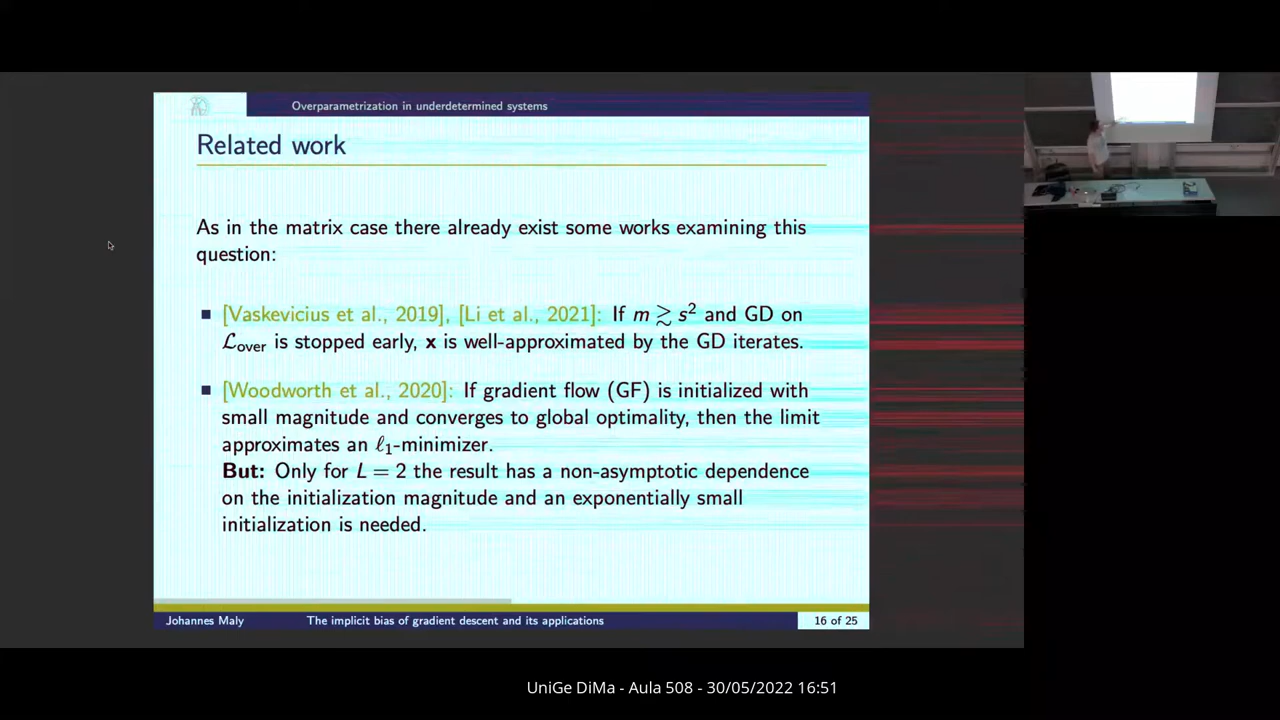 Overparametrization in underdetermined systems
Related work
As in the matrix case there already exist some works examining this
question:
[Vaskevicius et al., 2019], [Li et al., 2021]: If m ≳ s² and GD on
ℒover is stopped early, x is well-approximated by the GD iterates.
[Woodworth et al., 2020]: If gradient flow (GF) is initialized with
small magnitude and converges to global optimality, then the limit
approximates an ℓ₁-minimizer.
But: Only for L = 2 the result has a non-asymptotic dependence
on the initialization magnitude and an exponentially small
initialization is needed.
Johannes Maly The implicit bias of gradient descent and its applications 16 of 25
UniGe DiMa - Aula 508 - 30/05/2022 16:51